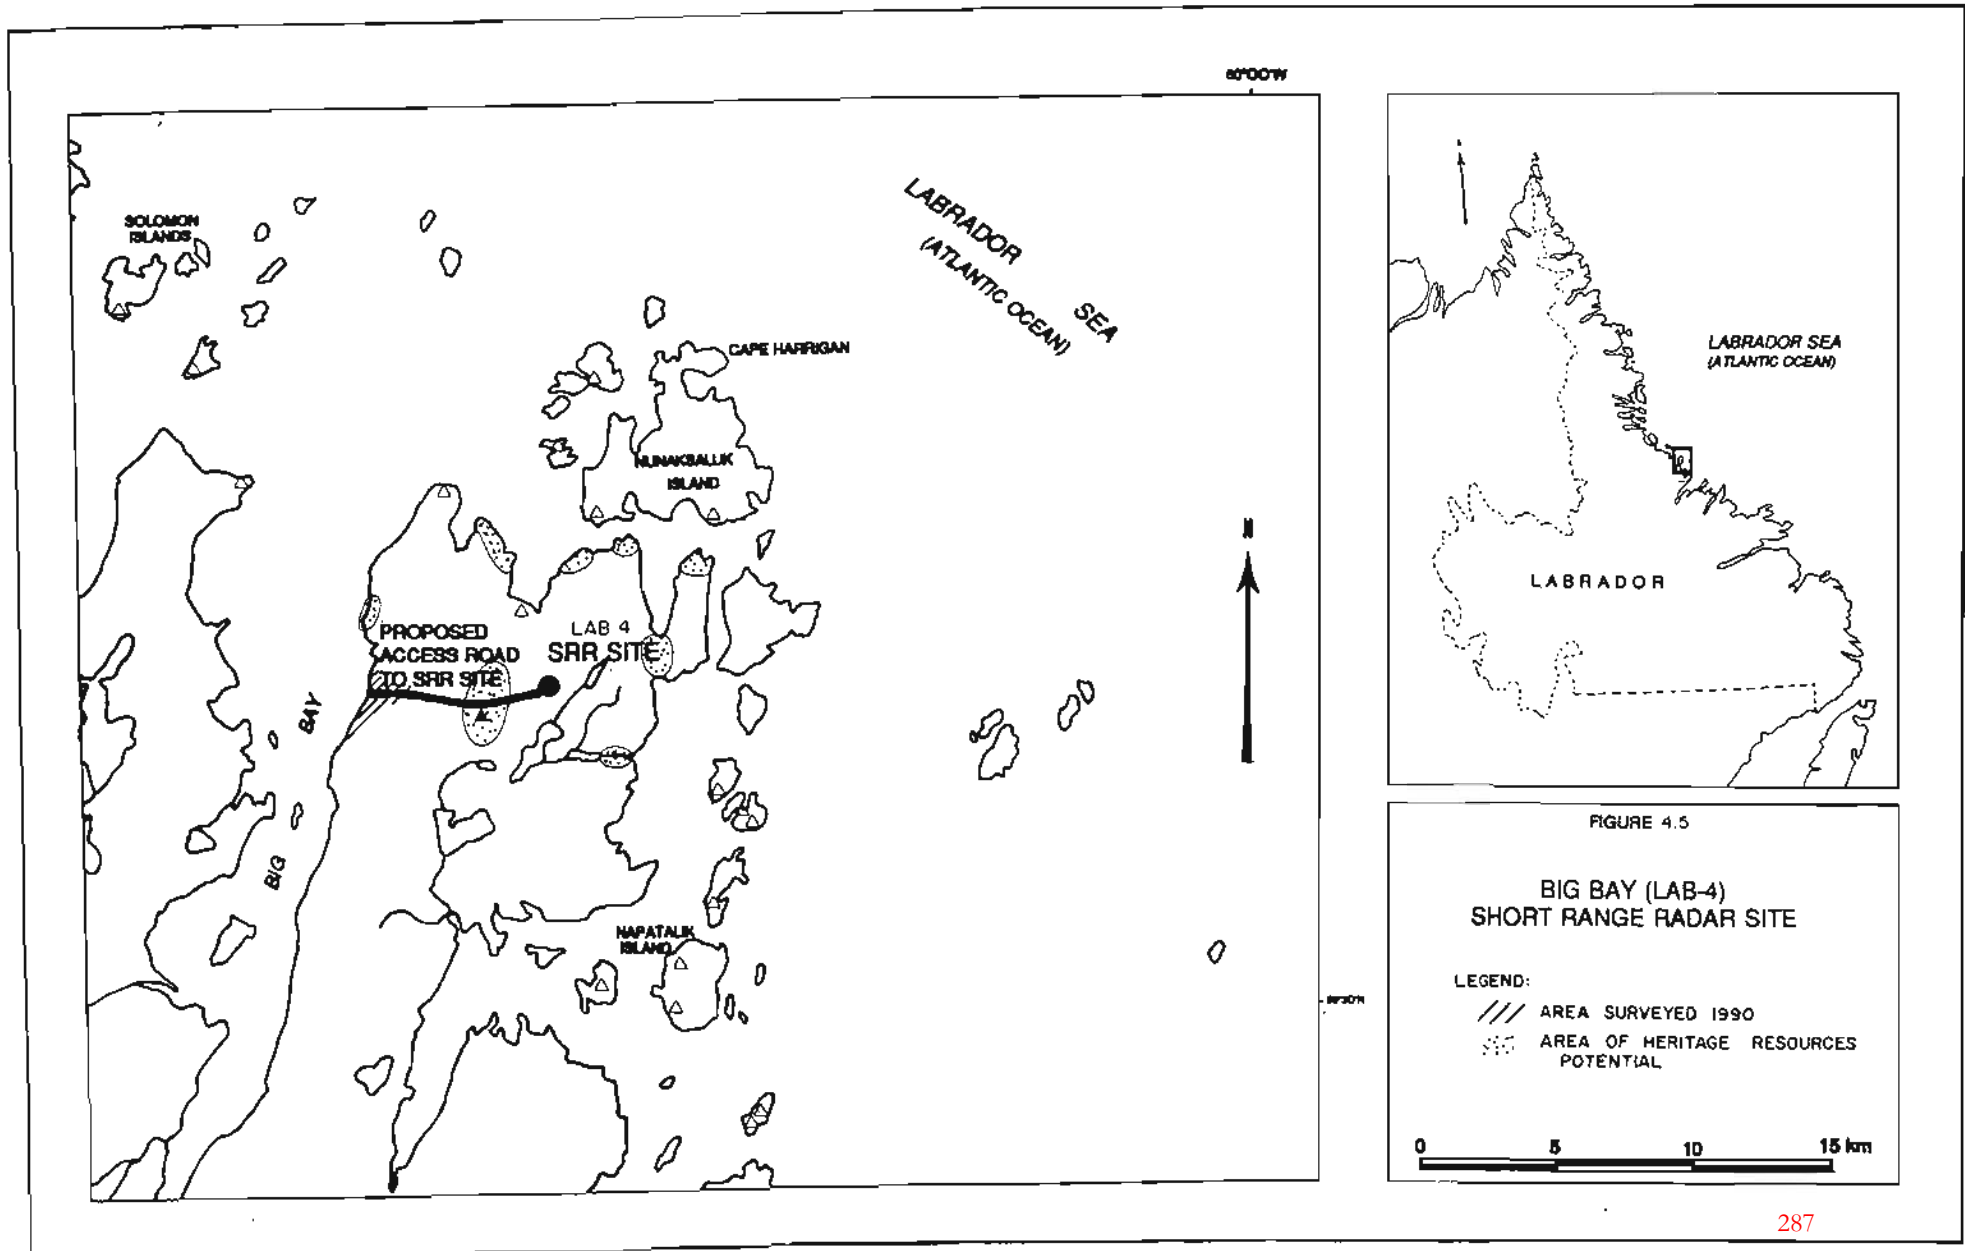 60°00'W
SOLOMON
ISLANDS
LABRADOR SEA
(ATLANTIC OCEAN)
CAPE HARRIGAN
NUNAKSALUK
ISLAND
N
PROPOSED
ACCESS ROAD
TO SRR SITE
LAB 4
SRR SITE
BIG BAY
NAPATALIK
ISLAND
LABRADOR SEA
(ATLANTIC OCEAN)
LABRADOR
FIGURE 4.5
BIG BAY (LAB-4)
SHORT RANGE RADAR SITE
LEGEND:
AREA SURVEYED 1990
AREA OF HERITAGE RESOURCES
POTENTIAL
0 5 10 15 km
287